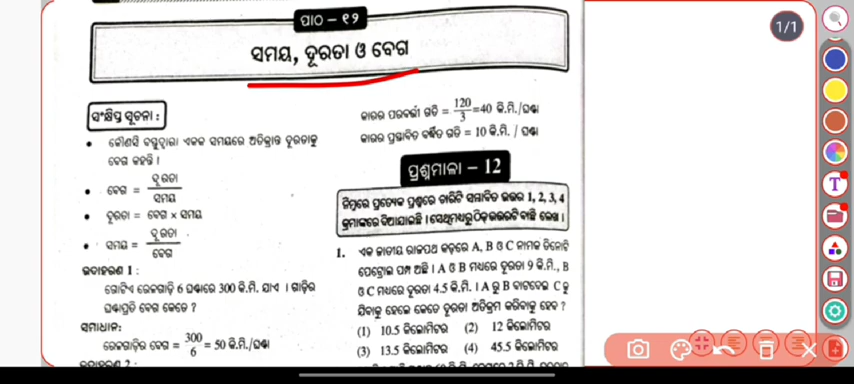 ପାଠ – ୧୨
ସମୟ, ଦୂରତା ଓ ବେଗ
ସଂକ୍ଷିପ୍ତ ସୂଚନା :
• କୌଣସି ବସ୍ତୁଦ୍ୱାରା ଏକକ ସମୟରେ ଅତିକ୍ରାନ୍ତ ଦୂରତାକୁ
ବେଗ କହନ୍ତି ।
• ବେଗ = ଦୂରତା / ସମୟ
• ଦୂରତା = ବେଗ × ସମୟ
• ସମୟ = ଦୂରତା / ବେଗ
ଉଦାହରଣ 1 :
ଗୋଟିଏ ରେଳଗାଡ଼ି 6 ଘଣ୍ଟାରେ 300 କି.ମି. ଯାଏ । ଗାଡ଼ିର
ଘଣ୍ଟାପ୍ରତି ବେଗ କେତେ ?
ସମାଧାନ:
ରେଳଗାଡ଼ିର ବେଗ = 300 / 6 = 50 କି.ମି./ଘଣ୍ଟା
ଉଦାହରଣ 2 :
କାରର ପରବର୍ତ୍ତୀ ଗତି = 120 / 3 = 40 କି.ମି./ଘଣ୍ଟା
କାରର ପ୍ରସ୍ତାବିତ ବର୍ଦ୍ଧିତ ଗତି = 10 କି.ମି. / ଘଣ୍ଟା
ପ୍ରଶ୍ନମାଳା – 12
ନିମ୍ନରେ ପ୍ରତ୍ୟେକ ପ୍ରଶ୍ନରେ ଚାରିଟି ସମ୍ଭାବିତ ଉତ୍ତର 1, 2, 3, 4
କ୍ରମାଙ୍କରେ ଦିଆଯାଇଛି । ସେଥିମଧ୍ୟରୁ ଠିକ୍ ଉତ୍ତରଟି ବାଛି ଲେଖ ।
1. ଏକ ଜାତୀୟ ରାଜପଥ କଡ଼ରେ A, B ଓ C ନାମକ ତିନୋଟି
ପେଟ୍ରୋଲ ପମ୍ପ ଅଛି । A ଓ B ମଧ୍ୟରେ ଦୂରତା 9 କି.ମି., B
ଓ C ମଧ୍ୟରେ ଦୂରତା 4.5 କି.ମି. । A ରୁ B ବାଟଦେଇ C କୁ
ଯିବାକୁ ହେଲେ କେତେ ଦୂରତା ଅତିକ୍ରମ କରିବାକୁ ହେବ ?
(1) 10.5 କିଲୋମିଟର (2) 12 କିଲୋମିଟର
(3) 13.5 କିଲୋମିଟର (4) 45.5 କିଲୋମିଟର
1/1
T